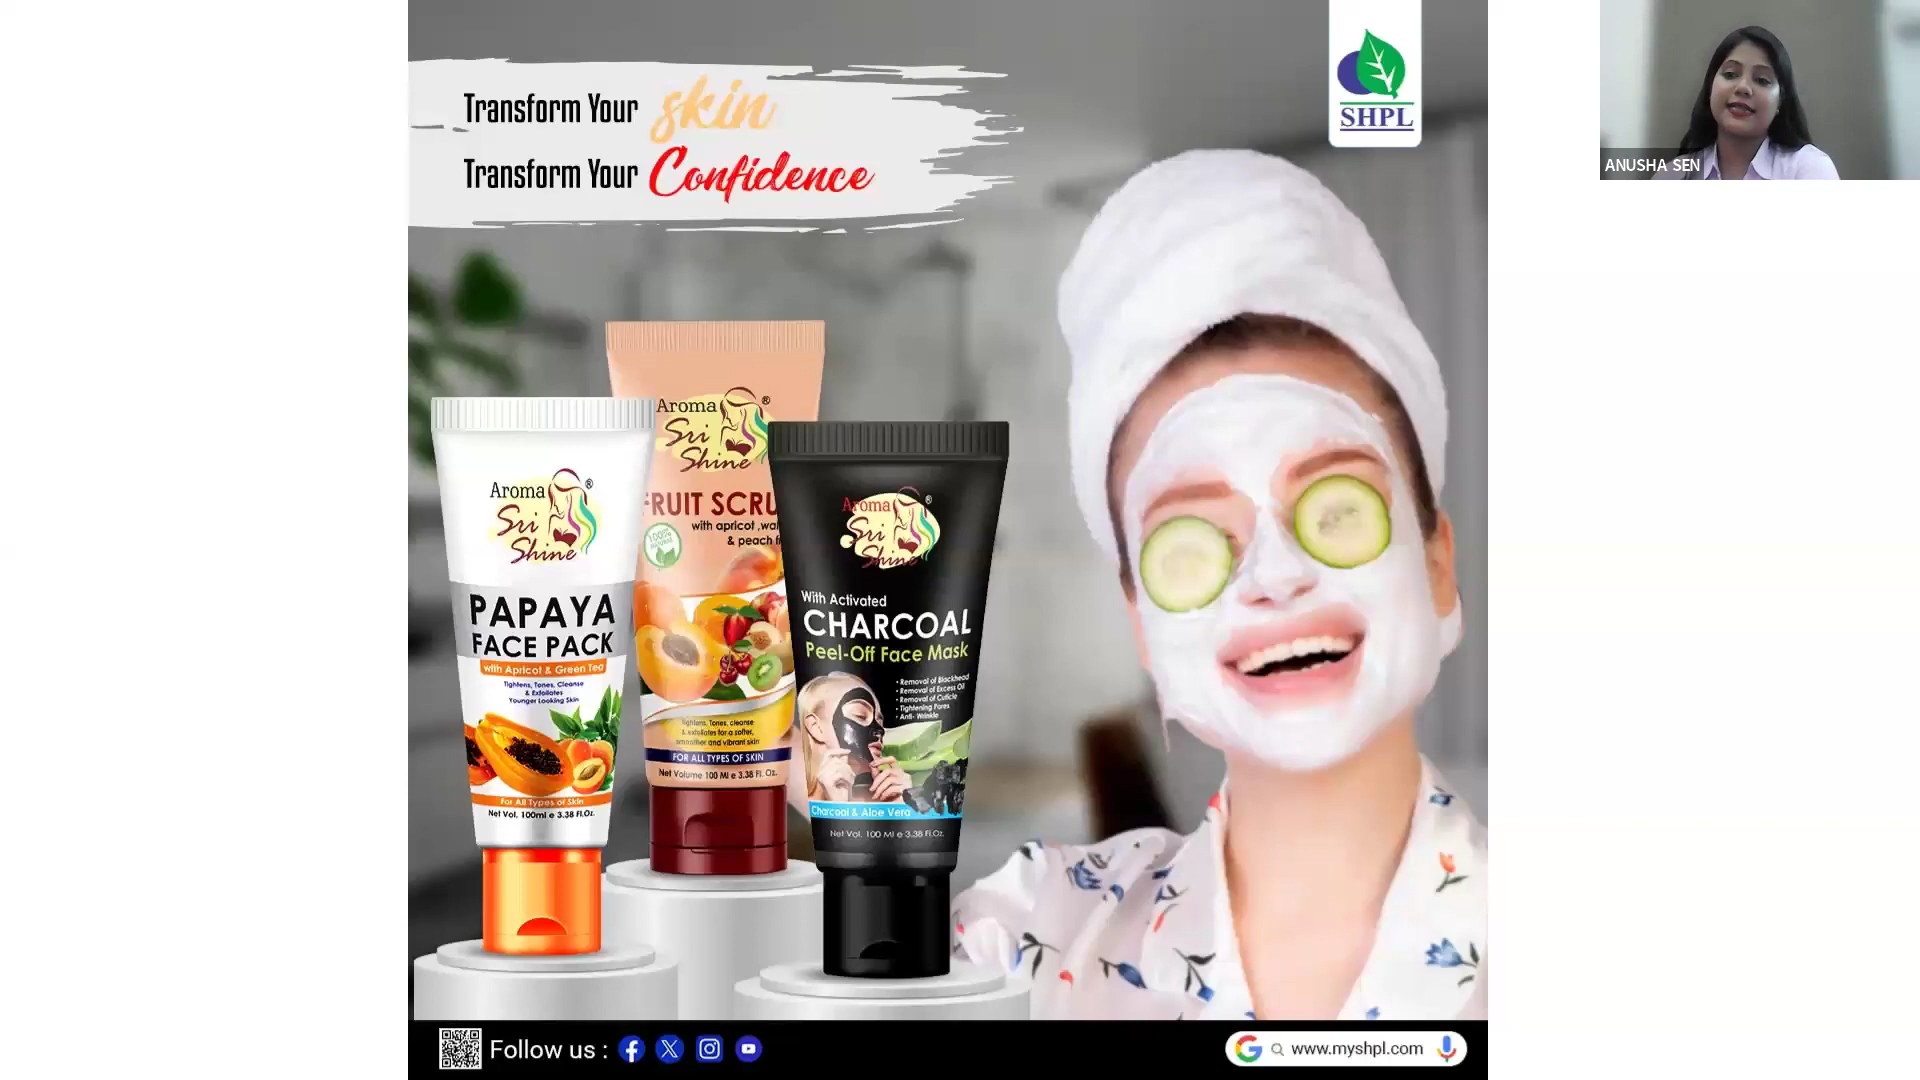 Transform Your skin
Transform Your Confidence
SHPL
ANUSHA SEN
Aroma ®
Sri
Shine
FRUIT SCRU
with apricot ,wal
& peach f
100%
NATURAL
Tightens, Tones, cleanse
& exfoliates for a softer,
smoother and vibrant skin
FOR ALL TYPES OF SKIN
Net Volume 100 Ml e 3.38 Fl. Oz.
Aroma ®
Sri
Shine
PAPAYA
FACE PACK
with Apricot & Green Tea
Tightens, Tones, Cleanse
& Exfoliates
Younger Looking Skin
For All Types of Skin
Net Vol. 100ml e 3.38 Fl.Oz.
Aroma ®
Sri
Shine
With Activated
CHARCOAL
Peel-Off Face Mask
• Removal of Blackhead
• Removal of Excess Oil
• Removal of Cuticle
• Tightening Pores
• Anti- Wrinkle
Charcoal & Aloe Vera
Net Vol. 100 Ml e 3.38 Fl.Oz.
Follow us :
www.myshpl.com